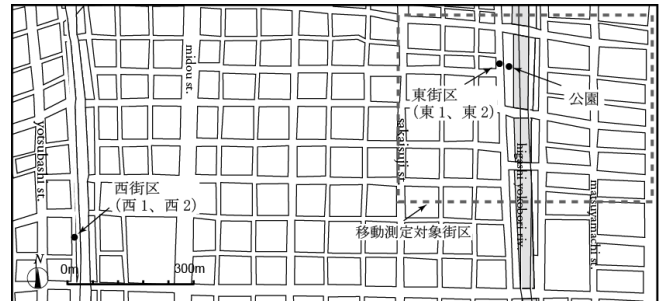 midou st.
東街区
(東 1、東 2)
公園
yotsubashi st.
sakaisuji st.
higashi yokobori riv.
matsuyamachi st.
西街区
(西 1、西 2)
移動測定対象街区
N
0m
300m